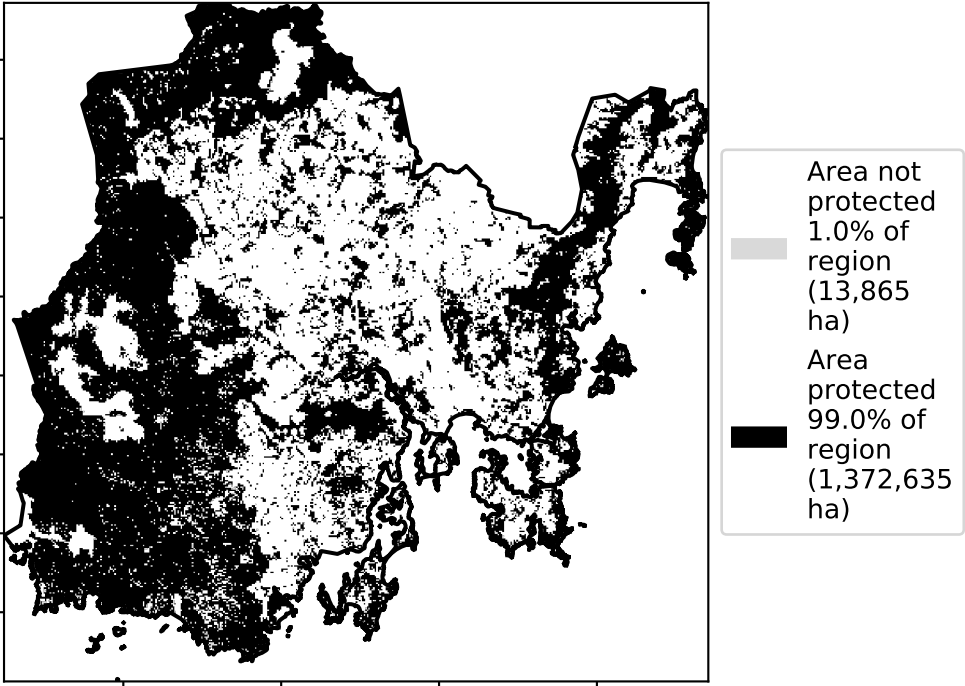 Area not
protected
1.0% of
region
(13,865
ha)
Area
protected
99.0% of
region
(1,372,635
ha)